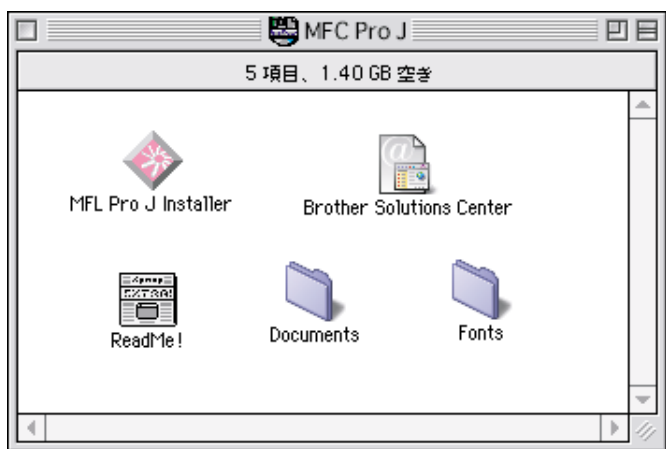 MFC Pro J
5 項目、1.40 GB 空き
MFL Pro J Installer
Brother Solutions Center
ReadMe!
Documents
Fonts